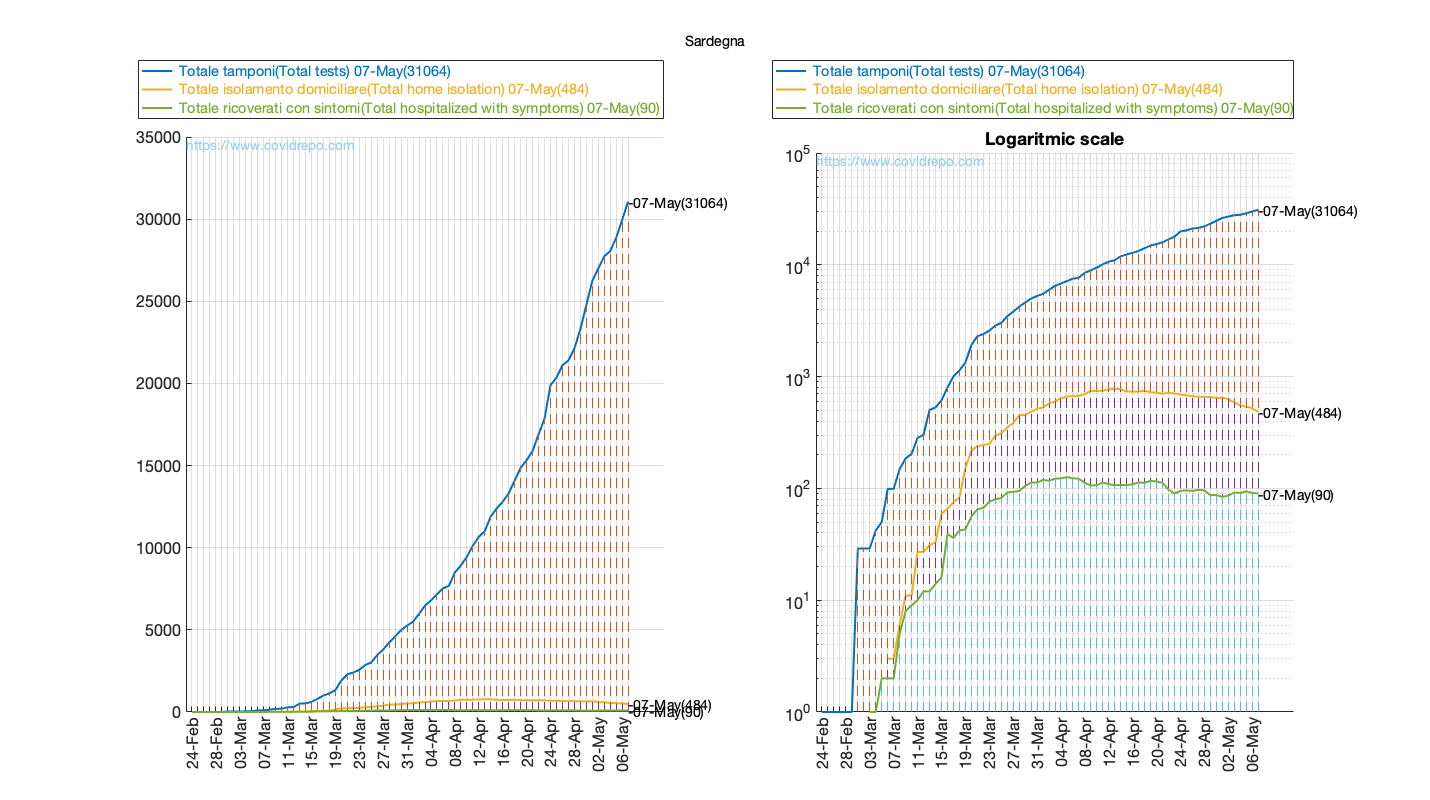 Sardegna
Totale tamponi(Total tests) 07-May(31064)
Totale isolamento domiciliare(Total home isolation) 07-May(484)
Totale ricoverati con sintomi(Total hospitalized with symptoms) 07-May(90)
35000
https://www.covidrepo.com
30000
25000
20000
15000
10000
5000
0
07-May(31064)
07-May(484)
07-May(90)
24-Feb
28-Feb
03-Mar
07-Mar
11-Mar
15-Mar
19-Mar
23-Mar
27-Mar
31-Mar
04-Apr
08-Apr
12-Apr
16-Apr
20-Apr
24-Apr
28-Apr
02-May
06-May
Totale tamponi(Total tests) 07-May(31064)
Totale isolamento domiciliare(Total home isolation) 07-May(484)
Totale ricoverati con sintomi(Total hospitalized with symptoms) 07-May(90)
Logaritmic scale
10^5
https://www.covidrepo.com
10^4
10^3
10^2
10^1
10^0
07-May(31064)
07-May(484)
07-May(90)
24-Feb
28-Feb
03-Mar
07-Mar
11-Mar
15-Mar
19-Mar
23-Mar
27-Mar
31-Mar
04-Apr
08-Apr
12-Apr
16-Apr
20-Apr
24-Apr
28-Apr
02-May
06-May